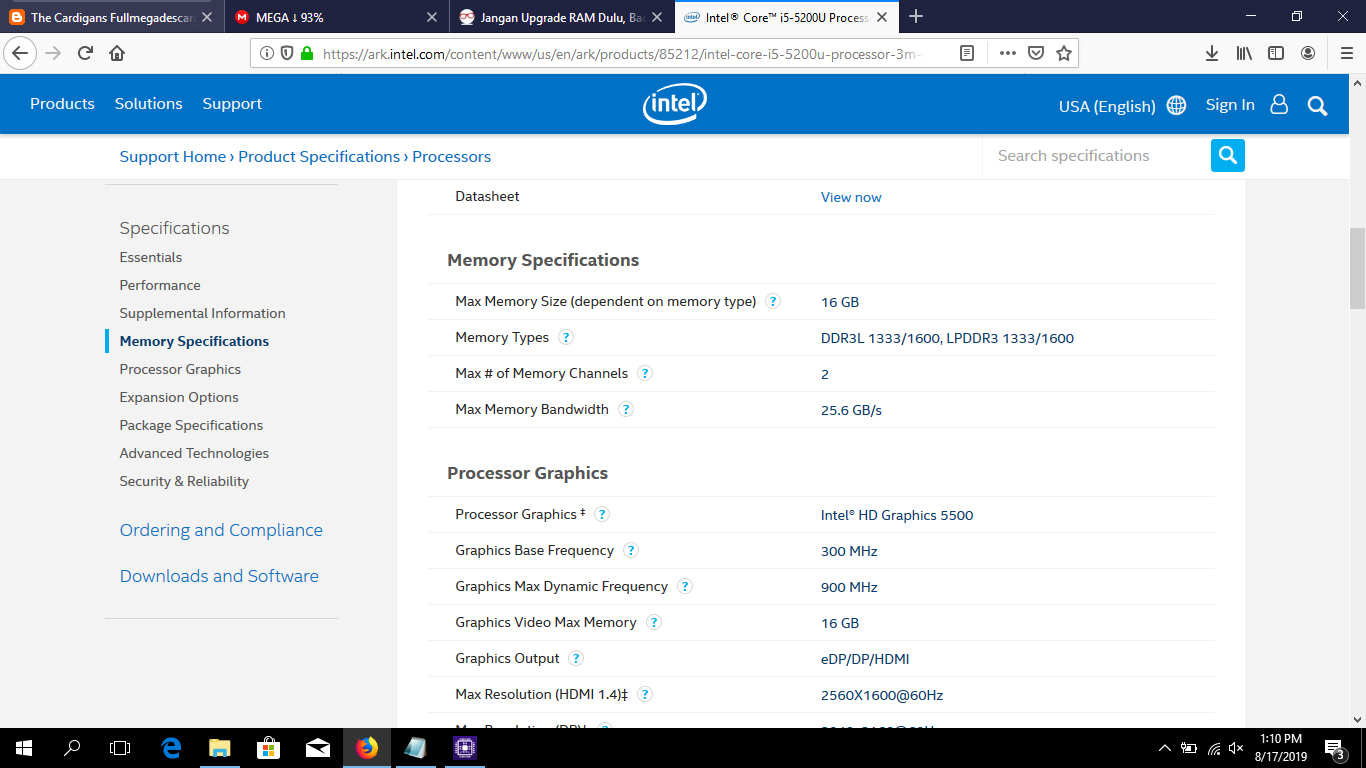 The Cardigans Fullmegadescar
MEGA ↓ 93%
Jangan Upgrade RAM Dulu, Ba
Intel® Core™ i5-5200U Process
https://ark.intel.com/content/www/us/en/ark/products/85212/intel-core-i5-5200u-processor-3m-
Products Solutions Support
intel
USA (English) Sign In
Support Home › Product Specifications › Processors
Search specifications
Specifications
Essentials
Performance
Supplemental Information
Memory Specifications
Processor Graphics
Expansion Options
Package Specifications
Advanced Technologies
Security & Reliability
Ordering and Compliance
Downloads and Software
Datasheet View now
Memory Specifications
Max Memory Size (dependent on memory type) ? 16 GB
Memory Types ? DDR3L 1333/1600, LPDDR3 1333/1600
Max # of Memory Channels ? 2
Max Memory Bandwidth ? 25.6 GB/s
Processor Graphics
Processor Graphics ‡ ? Intel® HD Graphics 5500
Graphics Base Frequency ? 300 MHz
Graphics Max Dynamic Frequency ? 900 MHz
Graphics Video Max Memory ? 16 GB
Graphics Output ? eDP/DP/HDMI
Max Resolution (HDMI 1.4)‡ ? 2560X1600@60Hz
1:10 PM
8/17/2019
3